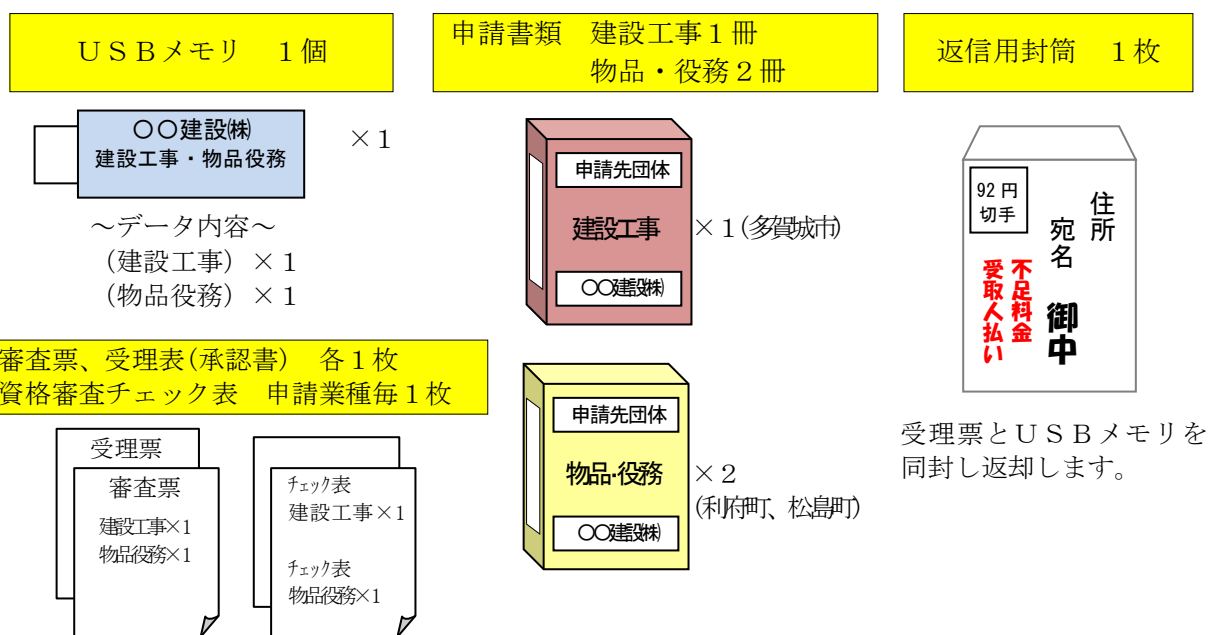 ＵＳＢメモリ　１個
〇〇建設㈱
建設工事・物品役務
×１
～データ内容～
（建設工事）×１
（物品役務）×１
審査票、受理表(承認書)　各１枚
資格審査チェック表　申請業種毎１枚
受理票
審査票
建設工事×1
物品役務×1
ﾁｪｯｸ表
建設工事×1
ﾁｪｯｸ表
物品役務×1
申請書類　建設工事１冊
物品・役務２冊
申請先団体
建設工事
〇〇建設㈱
×１(多賀城市)
申請先団体
物品・役務
〇〇建設㈱
×２
(利府町、松島町)
返信用封筒　１枚
92 円
切手
住所
宛名　御中
不足料金
受取人払い
受理票とＵＳＢメモリを
同封し返却します。